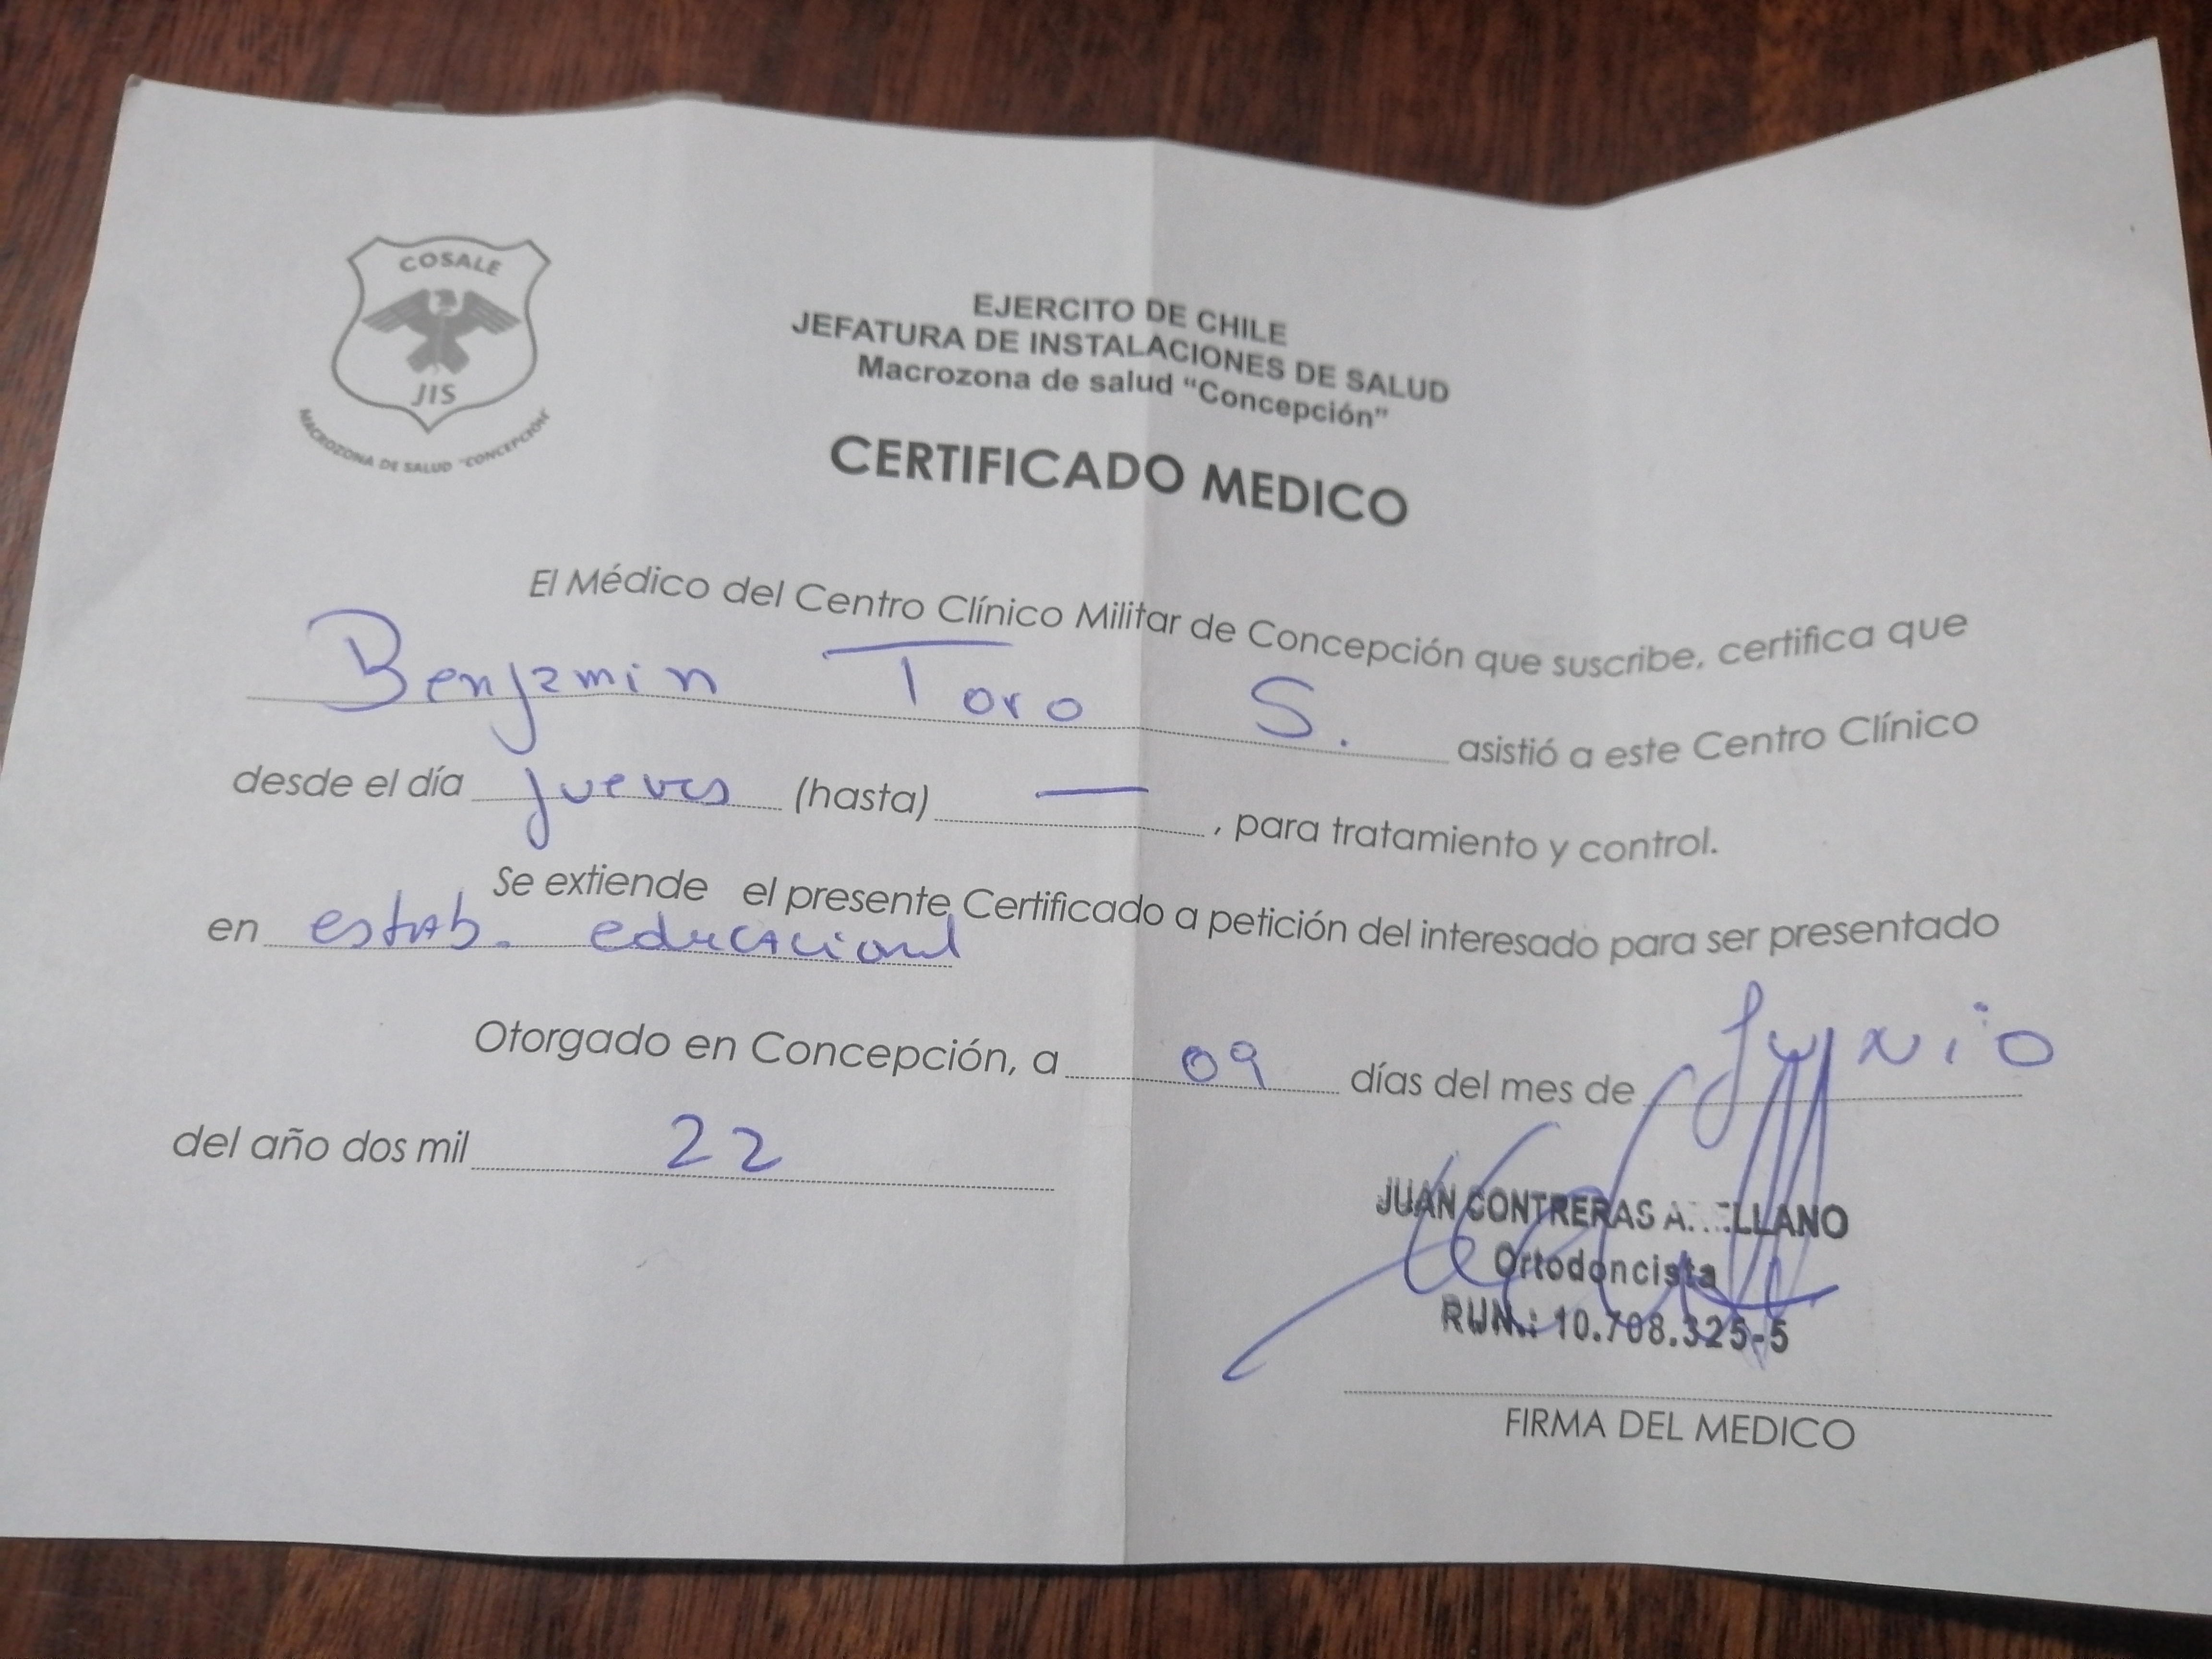 COSALE
JIS
MACROZONA DE SALUD "CONCEPCIÓN"
EJERCITO DE CHILE
JEFATURA DE INSTALACIONES DE SALUD
Macrozona de salud "Concepción"
CERTIFICADO MEDICO
El Médico del Centro Clínico Militar de Concepción que suscribe, certifica que
Benjamin Toro S. asistió a este Centro Clínico
desde el día jueves (hasta) — , para tratamiento y control.
Se extiende el presente Certificado a petición del interesado para ser presentado
en estab. educacional
Otorgado en Concepción, a 09 días del mes de Junio
del año dos mil 22
JUAN CONTRERAS
Ortodoncista
RUN.: 10.708.325-5
FIRMA DEL MEDICO